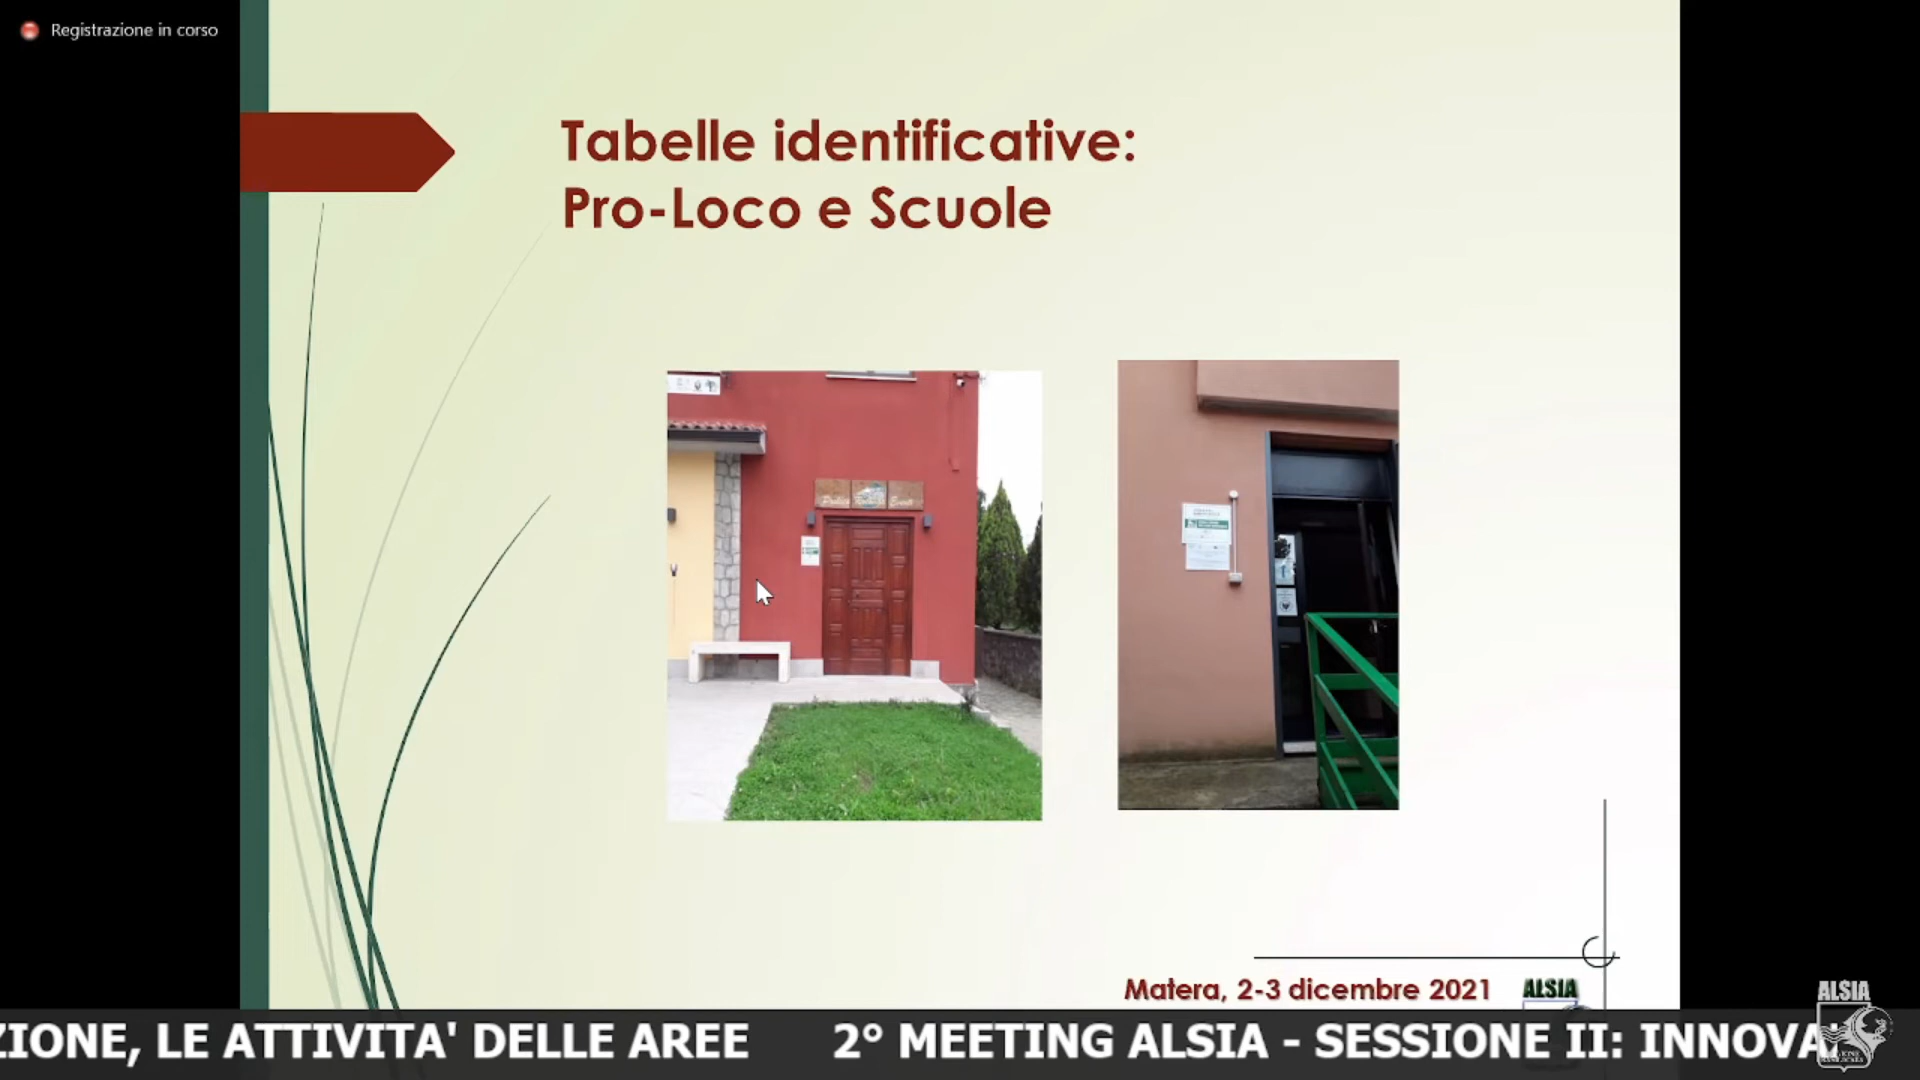 Registrazione in corso
Tabelle identificative:
Pro-Loco e Scuole
Matera, 2-3 dicembre 2021
ALSIA
ZIONE, LE ATTIVITA' DELLE AREE 2° MEETING ALSIA - SESSIONE II: INNOVA
ALSIA